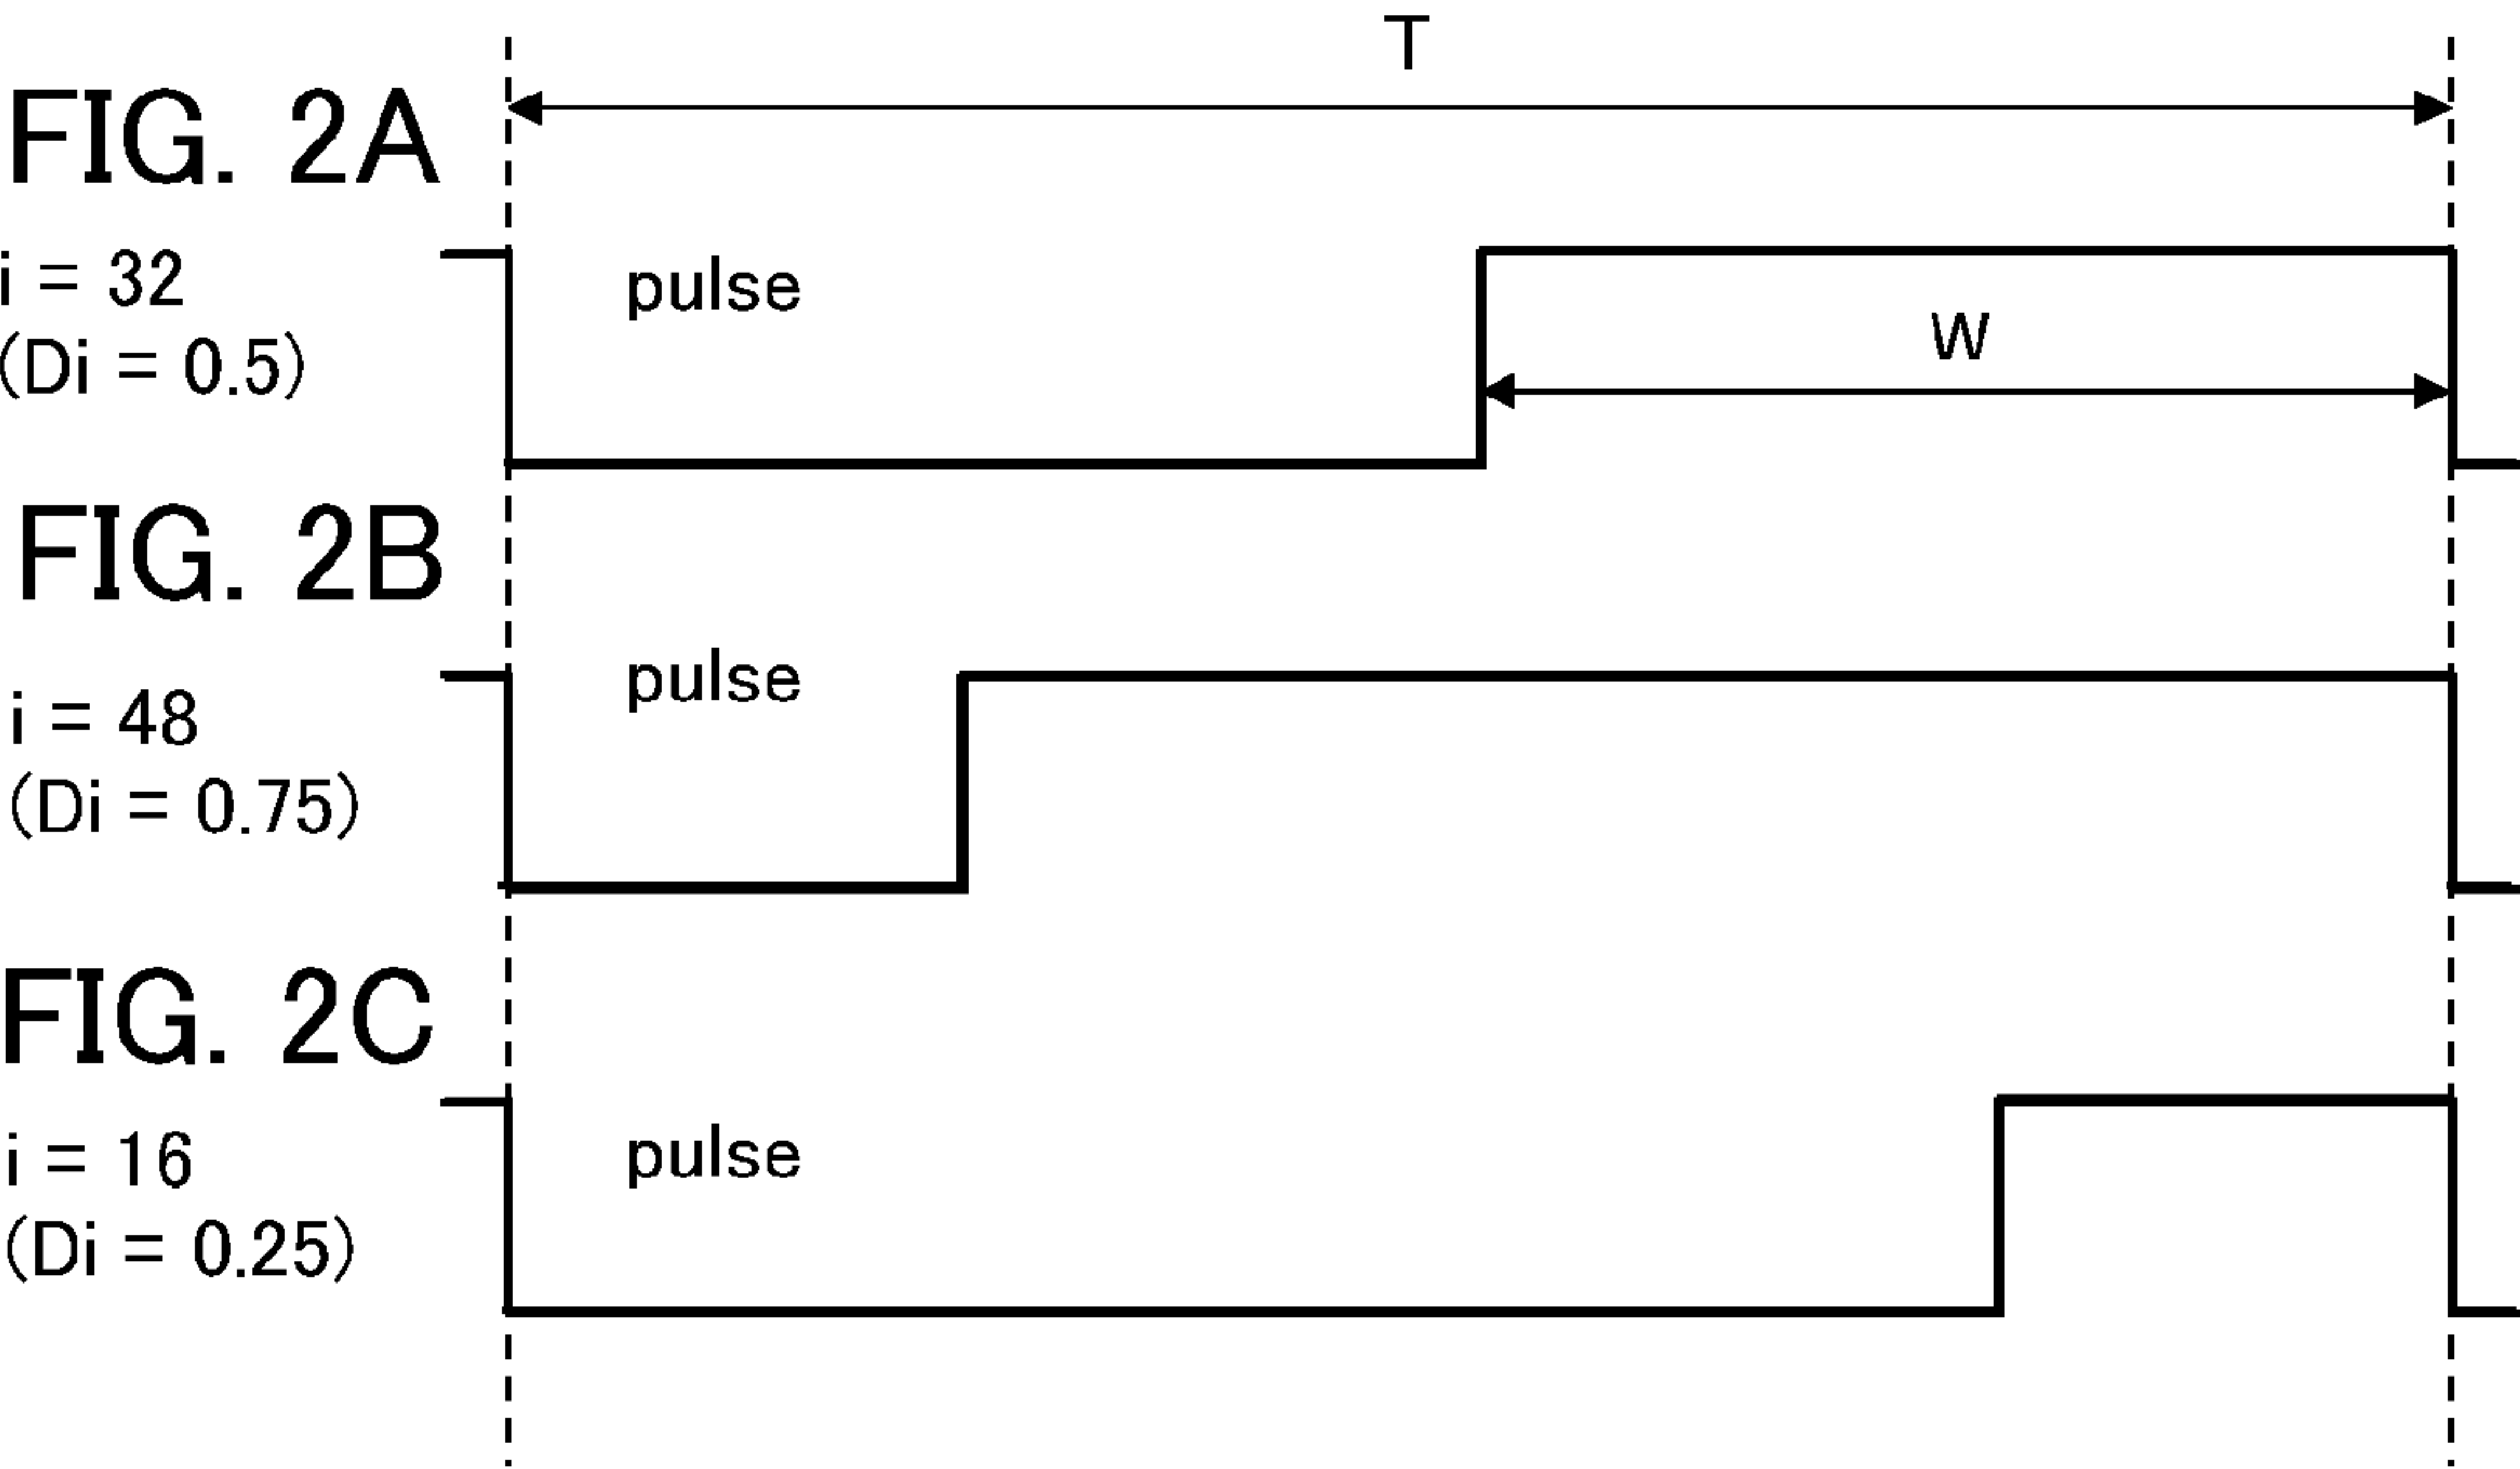 T
FIG. 2A
i = 32
(Di = 0.5)
pulse
W
FIG. 2B
i = 48
(Di = 0.75)
pulse
FIG. 2C
i = 16
(Di = 0.25)
pulse